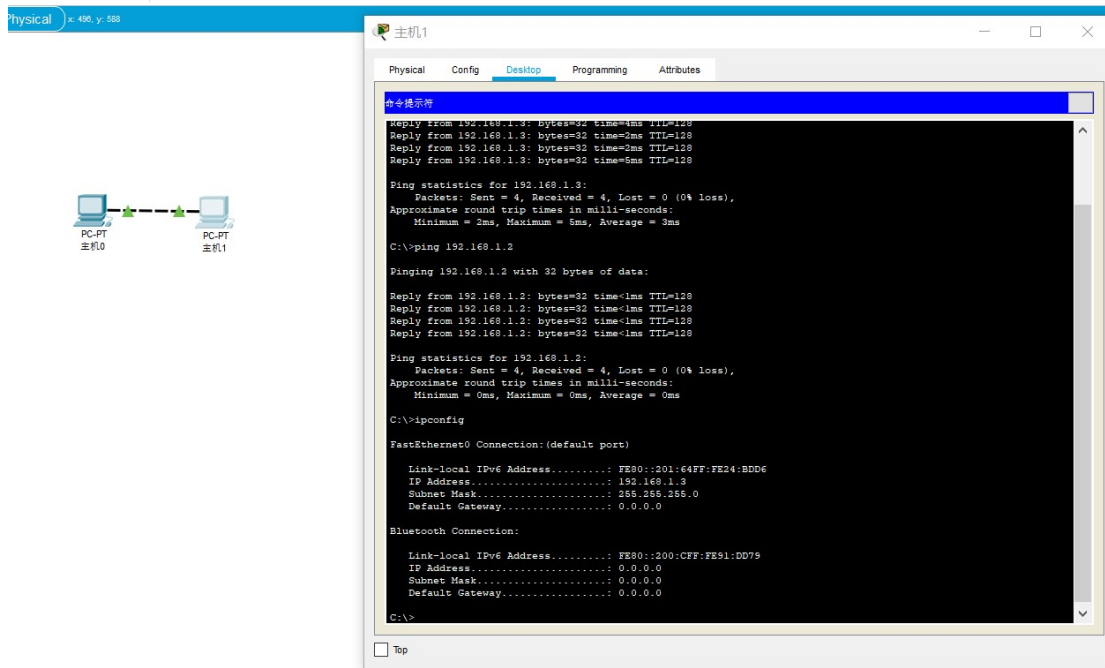 Physical x: 496, y: 588
主机1
Physical Config Desktop Programming Attributes
命令提示符
Reply from 192.168.1.3: bytes=32 time=4ms TTL=128
Reply from 192.168.1.3: bytes=32 time=2ms TTL=128
Reply from 192.168.1.3: bytes=32 time=2ms TTL=128
Reply from 192.168.1.3: bytes=32 time=5ms TTL=128
Ping statistics for 192.168.1.3:
Packets: Sent = 4, Received = 4, Lost = 0 (0% loss),
Approximate round trip times in milli-seconds:
Minimum = 2ms, Maximum = 5ms, Average = 3ms
C:\>ping 192.168.1.2
Pinging 192.168.1.2 with 32 bytes of data:
Reply from 192.168.1.2: bytes=32 time<1ms TTL=128
Reply from 192.168.1.2: bytes=32 time<1ms TTL=128
Reply from 192.168.1.2: bytes=32 time<1ms TTL=128
Reply from 192.168.1.2: bytes=32 time<1ms TTL=128
Ping statistics for 192.168.1.2:
Packets: Sent = 4, Received = 4, Lost = 0 (0% loss),
Approximate round trip times in milli-seconds:
Minimum = 0ms, Maximum = 0ms, Average = 0ms
C:\>ipconfig
FastEthernet0 Connection:(default port)
Link-local IPv6 Address.........: FE80::201:64FF:FE24:BDD6
IP Address......................: 192.168.1.3
Subnet Mask.....................: 255.255.255.0
Default Gateway.................: 0.0.0.0
Bluetooth Connection:
Link-local IPv6 Address.........: FE80::200:CFF:FE91:DD79
IP Address......................: 0.0.0.0
Subnet Mask.....................: 0.0.0.0
Default Gateway.................: 0.0.0.0
C:\>
Top
PC-PT
主机0
PC-PT
主机1